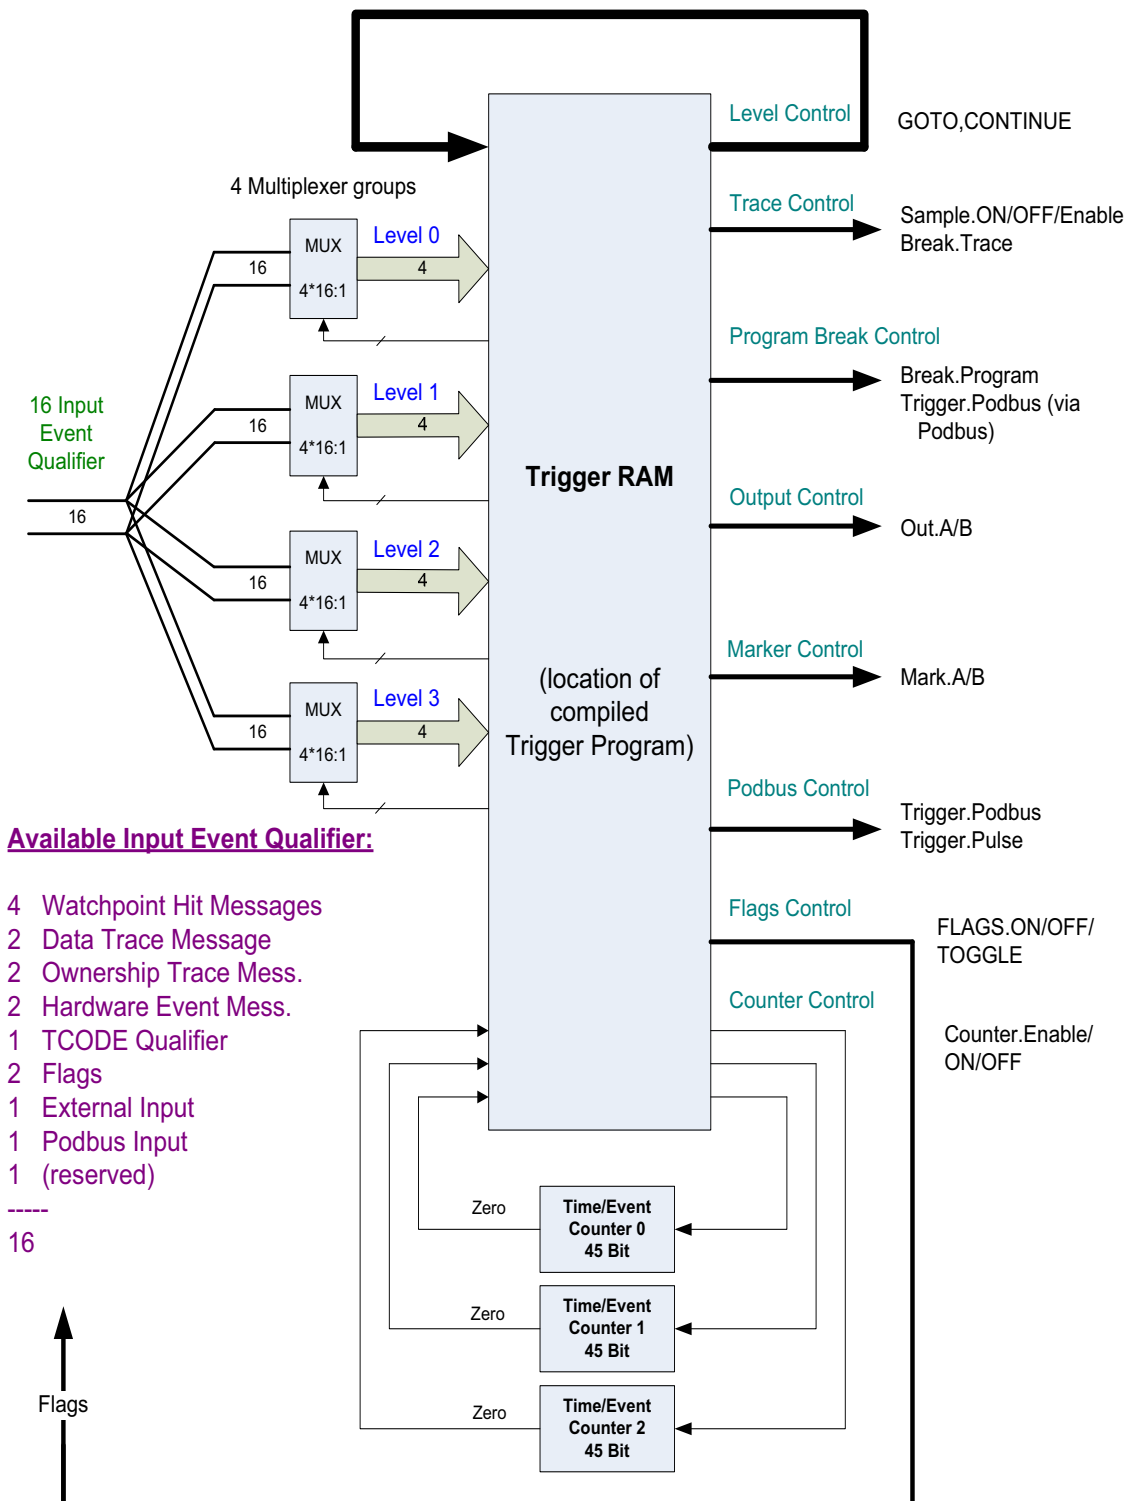 Level Control
GOTO,CONTINUE
4 Multiplexer groups
Trace Control
Sample.ON/OFF/Enable
Break.Trace
MUX
4*16:1
16
Level 0
4
Program Break Control
Break.Program
Trigger.Podbus (via
Podbus)
MUX
4*16:1
16
Level 1
4
16 Input
Event
Qualifier
16
Trigger RAM
Output Control
Out.A/B
MUX
4*16:1
16
Level 2
4
Marker Control
Mark.A/B
(location of
compiled
Trigger Program)
MUX
4*16:1
16
Level 3
4
Podbus Control
Trigger.Podbus
Trigger.Pulse
Available Input Event Qualifier:
4 Watchpoint Hit Messages
2 Data Trace Message
2 Ownership Trace Mess.
2 Hardware Event Mess.
1 TCODE Qualifier
2 Flags
1 External Input
1 Podbus Input
1 (reserved)
-----
16
Flags Control
FLAGS.ON/OFF/
TOGGLE
Counter Control
Counter.Enable/
ON/OFF
Zero
Time/Event
Counter 0
45 Bit
Zero
Time/Event
Counter 1
45 Bit
Zero
Time/Event
Counter 2
45 Bit
Flags